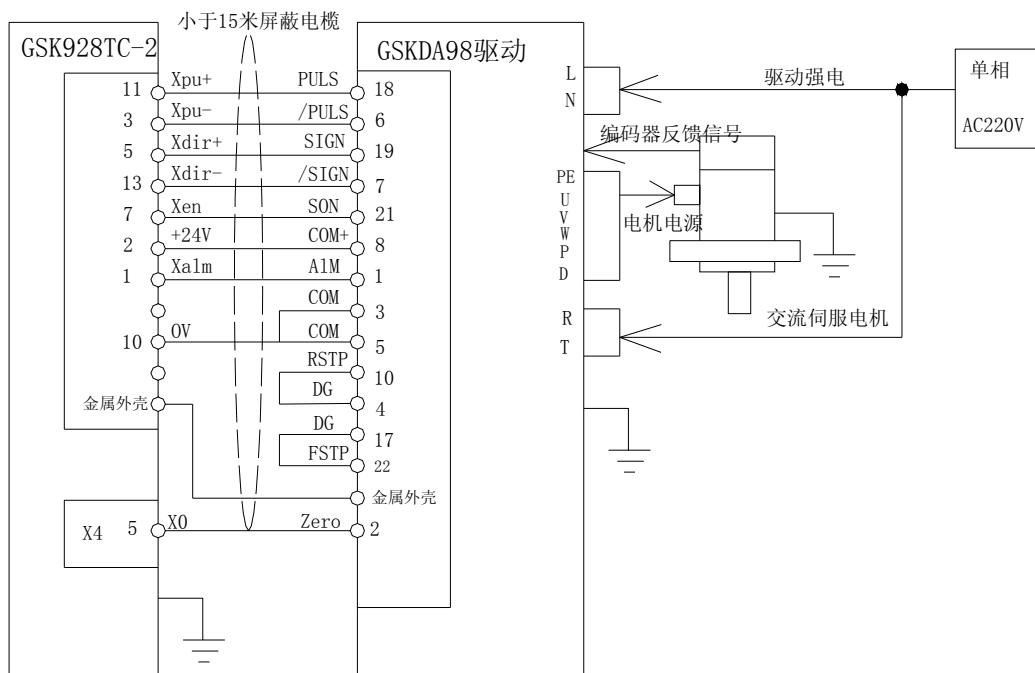 小于15米屏蔽电榄
GSK928TC-2
GSKDA98驱动
11 Xpu+ PULS 18
3 Xpu- /PULS 6
5 Xdir+ SIGN 19
13 Xdir- /SIGN 7
7 Xen SON 21
2 +24V COM+ 8
1 Xalm AlM 1
COM 3
10 0V COM 5
RSTP 10
DG 4
DG 17
FSTP 22
金属外壳
金属外壳
X4 5 X0 Zero 2
L
N
驱动强电
单相
AC220V
编码器反馈信号
PE
U
V
W
P
D
电机电源
R
T
交流伺服电机